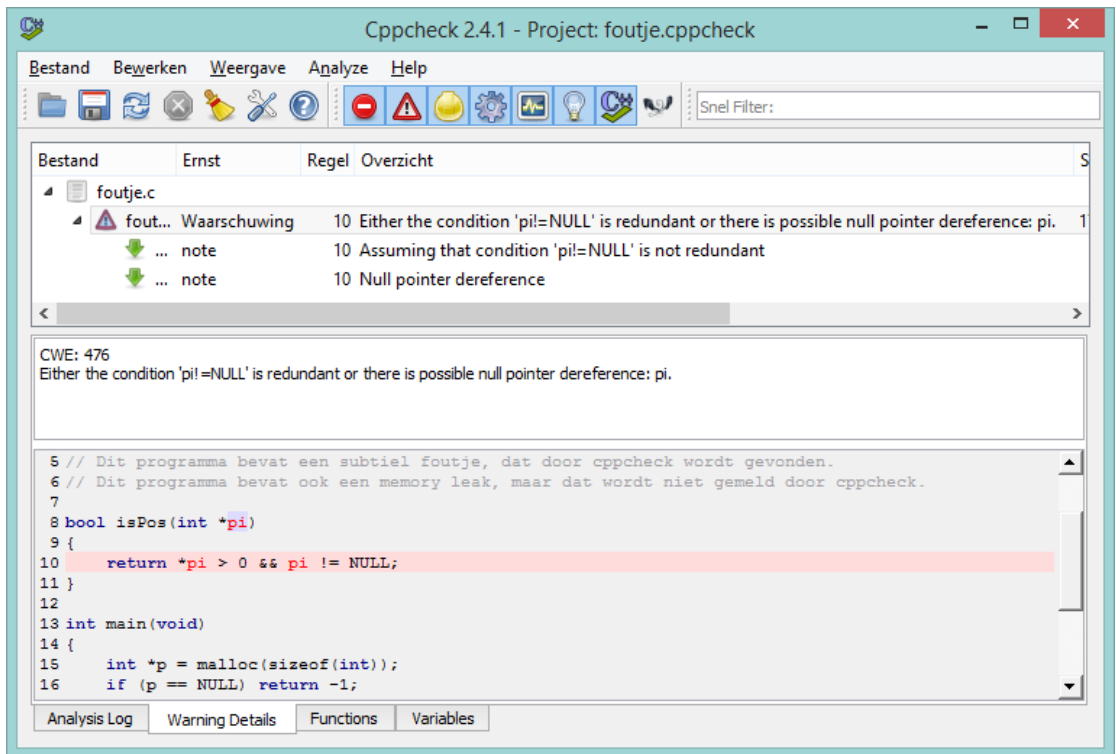 Cppcheck 2.4.1 - Project: foutje.cppcheck
Bestand Bewerken Weergave Analyze Help
Snel Filter:
Bestand Ernst Regel Overzicht S
foutje.c
fout... Waarschuwing 10 Either the condition 'pi!=NULL' is redundant or there is possible null pointer dereference: pi. 1
... note 10 Assuming that condition 'pi!=NULL' is not redundant
... note 10 Null pointer dereference
CWE: 476
Either the condition 'pi!=NULL' is redundant or there is possible null pointer dereference: pi.
5 // Dit programma bevat een subtiel foutje, dat door cppcheck wordt gevonden.
6 // Dit programma bevat ook een memory leak, maar dat wordt niet gemeld door cppcheck.
7
8 bool isPos(int *pi)
9 {
10     return *pi > 0 && pi != NULL;
11 }
12
13 int main(void)
14 {
15     int *p = malloc(sizeof(int));
16     if (p == NULL) return -1;
Analysis Log Warning Details Functions Variables